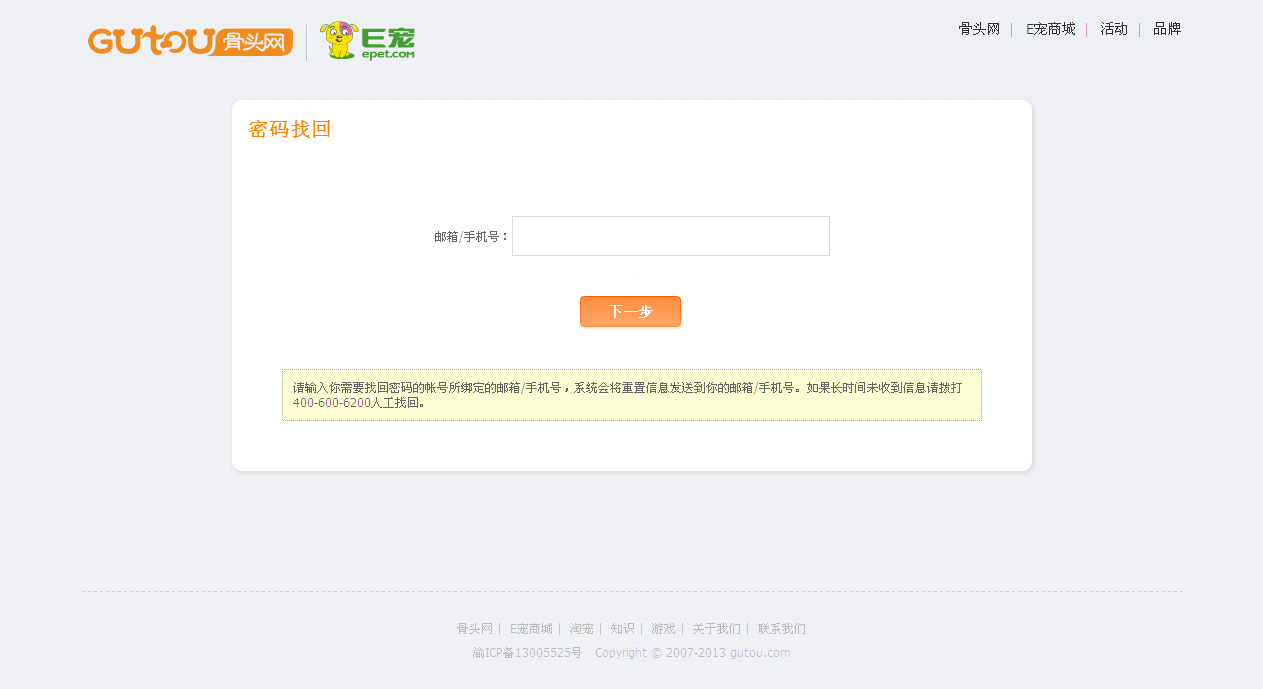 GUTOU骨头网 | E宠 epet.com
骨头网 | E宠商城 | 活动 | 品牌
密码找回
邮箱/手机号：
下一步
请输入你需要找回密码的帐号所绑定的邮箱/手机号，系统会将重置信息发送到你的邮箱/手机号。如果长时间未收到信息请拨打
400-600-6200人工找回。
骨头网 | E宠商城 | 淘宠 | 知识 | 游戏 | 关于我们 | 联系我们
渝ICP备13005525号 Copyright © 2007-2013 gutou.com